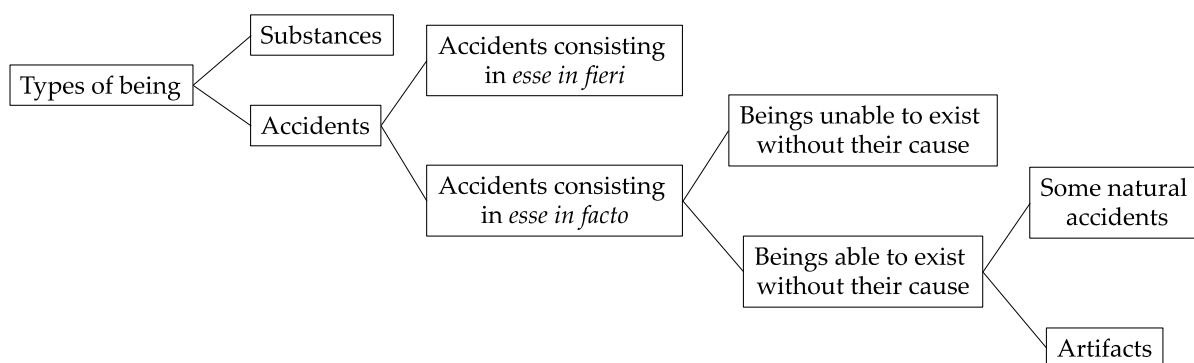 Types of being
Substances
Accidents
Accidents consisting
in esse in fieri
Accidents consisting
in esse in facto
Beings unable to exist
without their cause
Beings able to exist
without their cause
Some natural
accidents
Artifacts